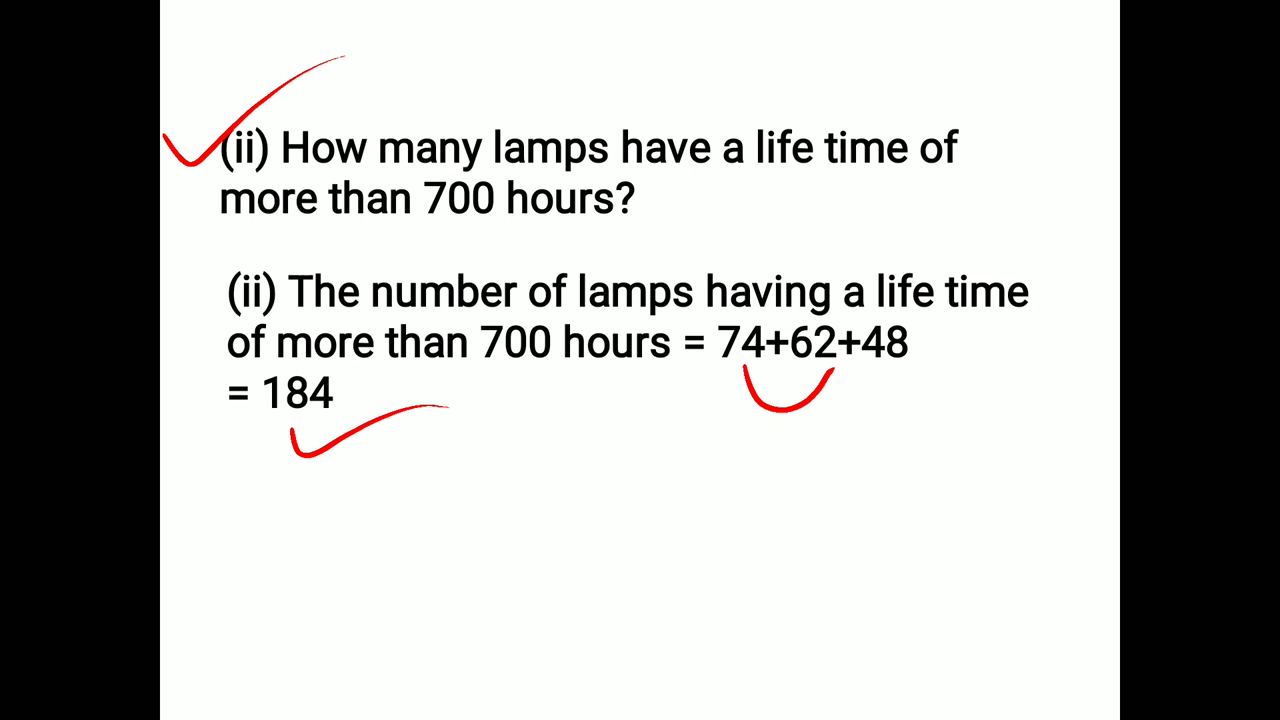 (ii) How many lamps have a life time of
more than 700 hours?
(ii) The number of lamps having a life time
of more than 700 hours = 74+62+48
= 184